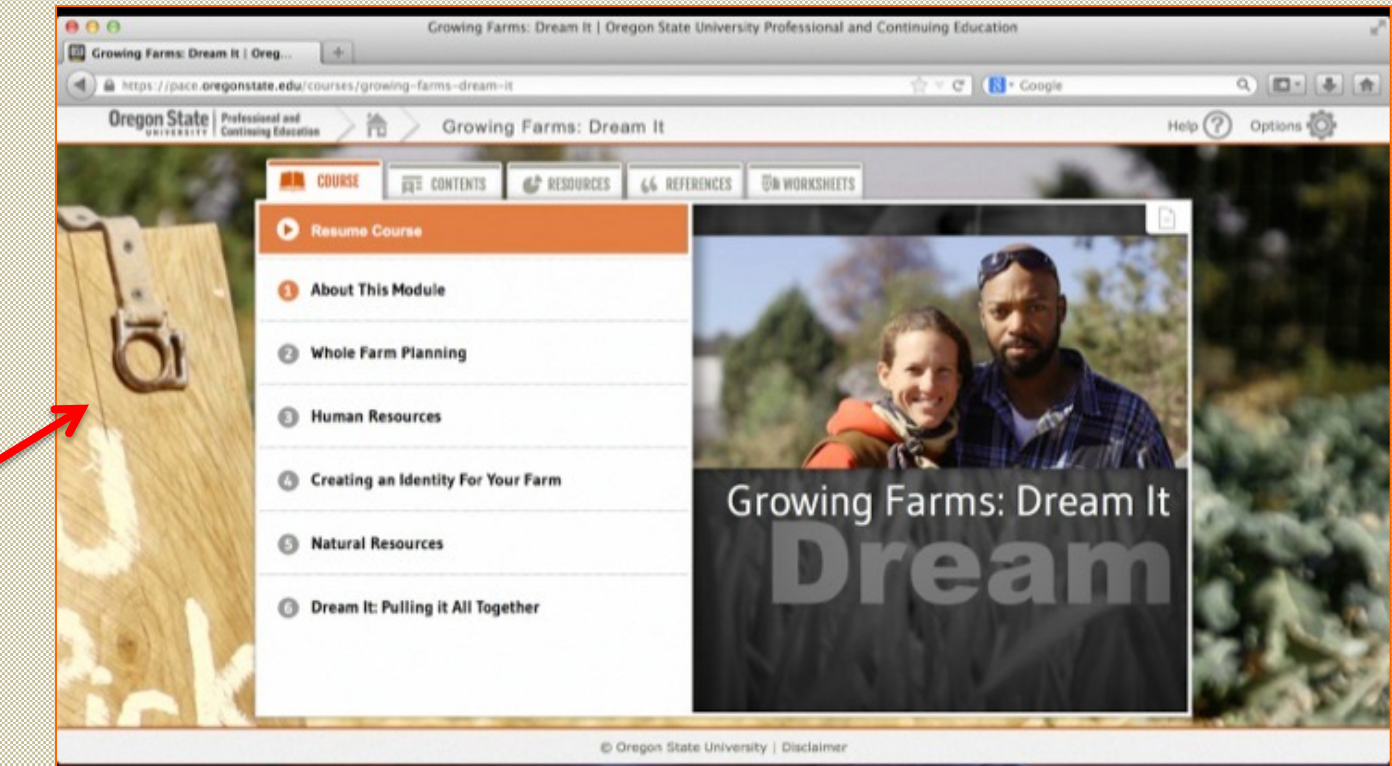 Growing Farms: Dream It | Oregon State University Professional and Continuing Education
Growing Farms: Dream It | Oreg...
https://pace.oregonstate.edu/courses/growing-farms-dream-it
Google
Oregon State
UNIVERSITY
Professional and
Continuing Education
Growing Farms: Dream It
Help ?
Options
COURSE
CONTENTS
RESOURCES
REFERENCES
WORKSHEETS
Resume Course
1 About This Module
2 Whole Farm Planning
3 Human Resources
4 Creating an Identity For Your Farm
5 Natural Resources
6 Dream It: Pulling it All Together
Growing Farms: Dream It
Dream
© Oregon State University | Disclaimer